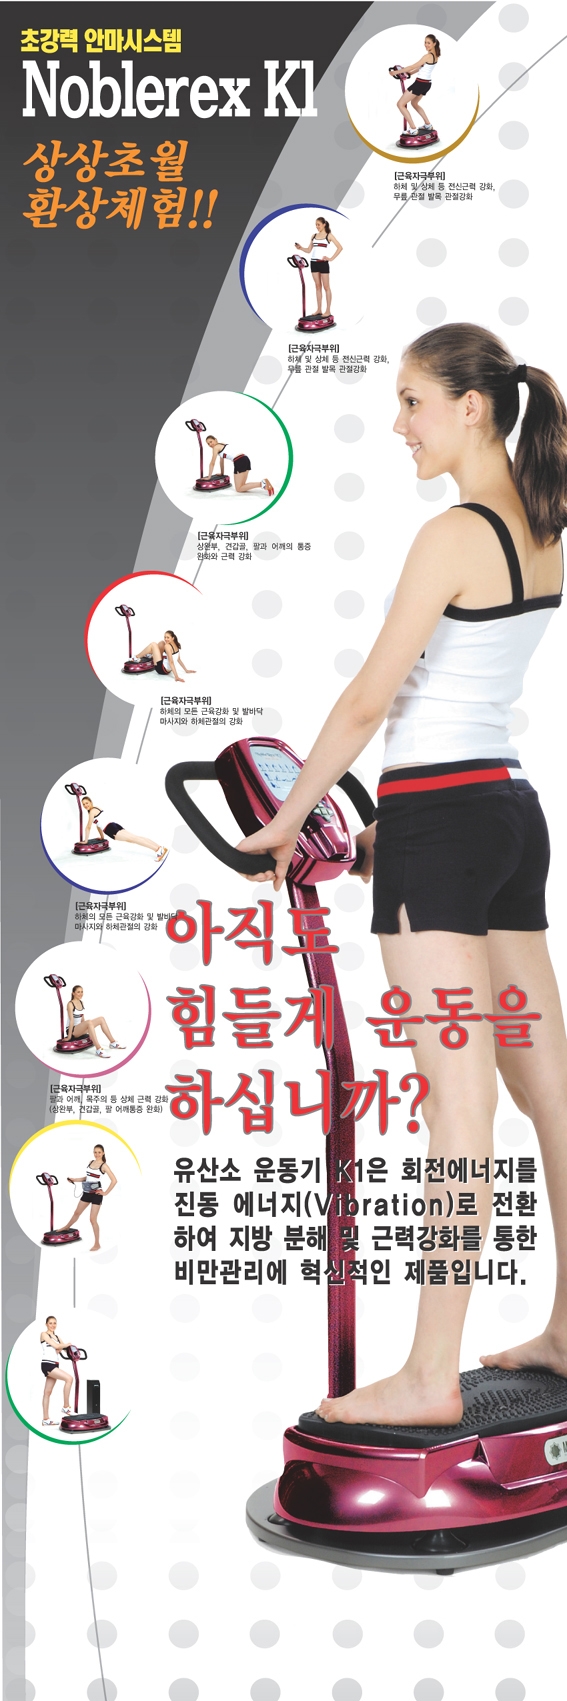 초강력 안마시스템
Noblerex K1
상상초월
환상체험!!
[근육자극부위]
하체 및 상체 등 전신근력 강화,
무릎 관절 발목 관절강화
[근육자극부위]
하체 및 상체 등 전신근력 강화,
무릎 관절 발목 관절강화
[근육자극부위]
상완부, 견갑골, 팔과 어깨의 통증
완화와 근력 강화
[근육자극부위]
하체의 모든 근육강화 및 발바닥
마사지와 하체관절의 강화
[근육자극부위]
하체의 모든 근육강화 및 발바닥
마사지와 하체관절의 강화
[근육자극부위]
팔과 어깨, 목주의 등 상체 근력 강화
(상완부, 견갑골, 팔 어깨통증 완화)
아직도
힘들게 운동을
하십니까?
유산소 운동기 K1은 회전에너지를
진동 에너지(Vibration)로 전환
하여 지방 분해 및 근력강화를 통한
비만관리에 혁신적인 제품입니다.